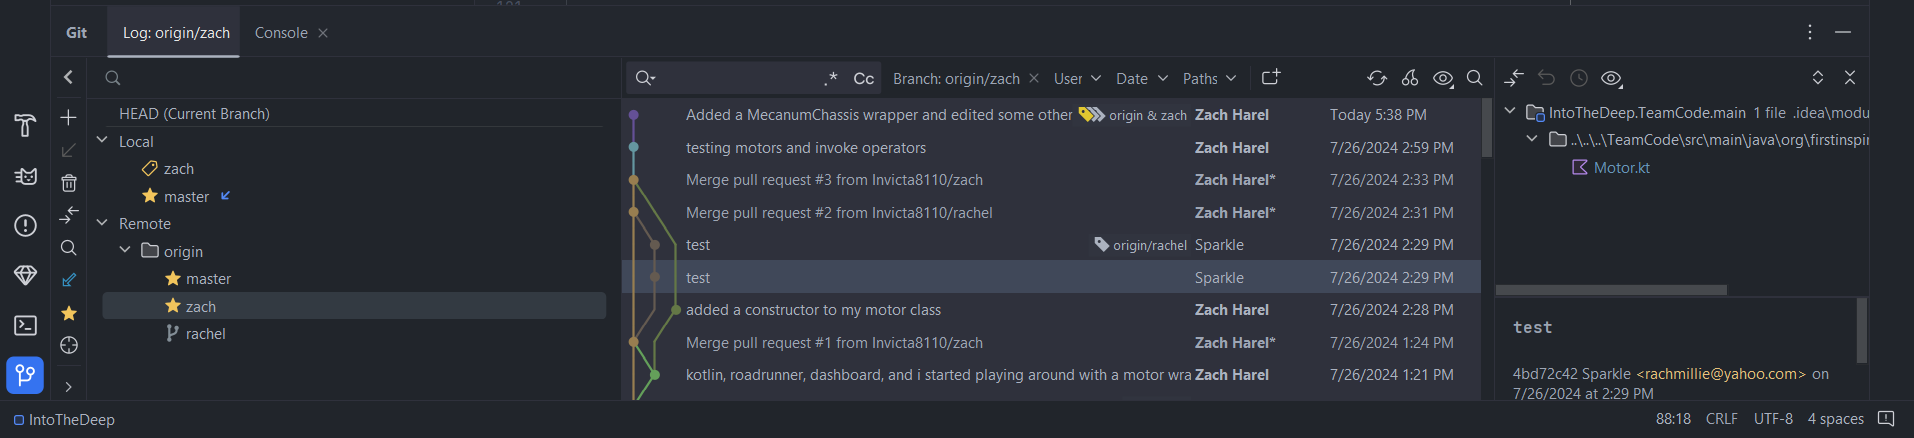 Git Log: origin/zach Console
.* Cc Branch: origin/zach User Date Paths
HEAD (Current Branch)
Local
zach
master
Remote
origin
master
zach
rachel
Added a MecanumChassis wrapper and edited some other origin & zach Zach Harel Today 5:38 PM
testing motors and invoke operators Zach Harel 7/26/2024 2:59 PM
Merge pull request #3 from Invicta8110/zach Zach Harel* 7/26/2024 2:33 PM
Merge pull request #2 from Invicta8110/rachel Zach Harel* 7/26/2024 2:31 PM
test origin/rachel Sparkle 7/26/2024 2:29 PM
test Sparkle 7/26/2024 2:29 PM
added a constructor to my motor class Zach Harel 7/26/2024 2:28 PM
Merge pull request #1 from Invicta8110/zach Zach Harel* 7/26/2024 1:24 PM
kotlin, roadrunner, dashboard, and i started playing around with a motor wra Zach Harel 7/26/2024 1:21 PM
IntoTheDeep.TeamCode.main 1 file .idea\modu
..\..\..\TeamCode\src\main\java\org\firstinspir
Motor.kt
test
4bd72c42 Sparkle <rachmillie@yahoo.com> on
7/26/2024 at 2:29 PM
IntoTheDeep 88:18 CRLF UTF-8 4 spaces